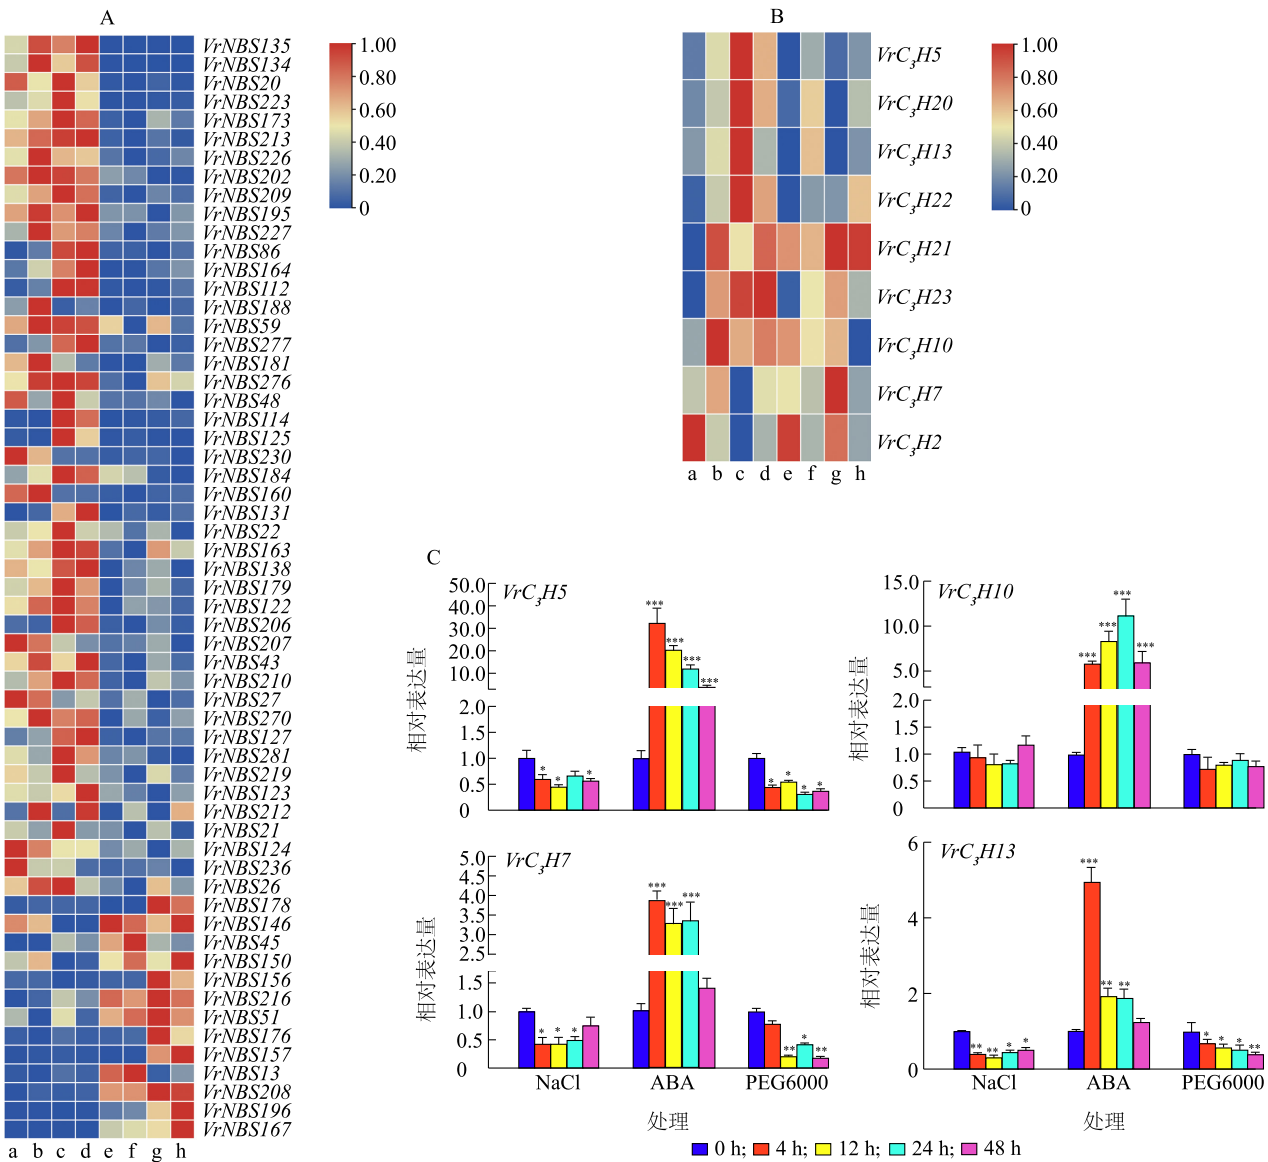 A
VrNBS135
VrNBS134
VrNBS20
VrNBS223
VrNBS173
VrNBS213
VrNBS226
VrNBS202
VrNBS209
VrNBS195
VrNBS227
VrNBS86
VrNBS164
VrNBS112
VrNBS188
VrNBS59
VrNBS277
VrNBS181
VrNBS276
VrNBS48
VrNBS114
VrNBS125
VrNBS230
VrNBS184
VrNBS160
VrNBS131
VrNBS22
VrNBS163
VrNBS138
VrNBS179
VrNBS122
VrNBS206
VrNBS207
VrNBS43
VrNBS210
VrNBS27
VrNBS270
VrNBS127
VrNBS281
VrNBS219
VrNBS123
VrNBS212
VrNBS21
VrNBS124
VrNBS236
VrNBS26
VrNBS178
VrNBS146
VrNBS45
VrNBS150
VrNBS156
VrNBS216
VrNBS51
VrNBS176
VrNBS157
VrNBS13
VrNBS208
VrNBS196
VrNBS167
a b c d e f g h
1.00
0.80
0.60
0.40
0.20
0
B
VrC₃H5
VrC₃H20
VrC₃H13
VrC₃H22
VrC₃H21
VrC₃H23
VrC₃H10
VrC₃H7
VrC₃H2
a b c d e f g h
1.00
0.80
0.60
0.40
0.20
0
C
VrC₃H5
相对表达量
50.0
40.0
30.0
20.0
10.0
2.0
1.5
1.0
0.5
0
* * *
*** *** *** ***
* * * *
VrC₃H10
相对表达量
15.0
10.0
5.0
2.0
1.5
1.0
0.5
0
*** *** *** ***
VrC₃H7
相对表达量
5.0
4.5
4.0
3.5
3.0
2.5
1.5
1.0
0.5
0
* * *
*** *** ***
** * **
NaCl ABA PEG6000
处理
VrC₃H13
相对表达量
6
4
2
0
** ** * *
*** ** **
* * * **
NaCl ABA PEG6000
处理
0 h; 4 h; 12 h; 24 h; 48 h